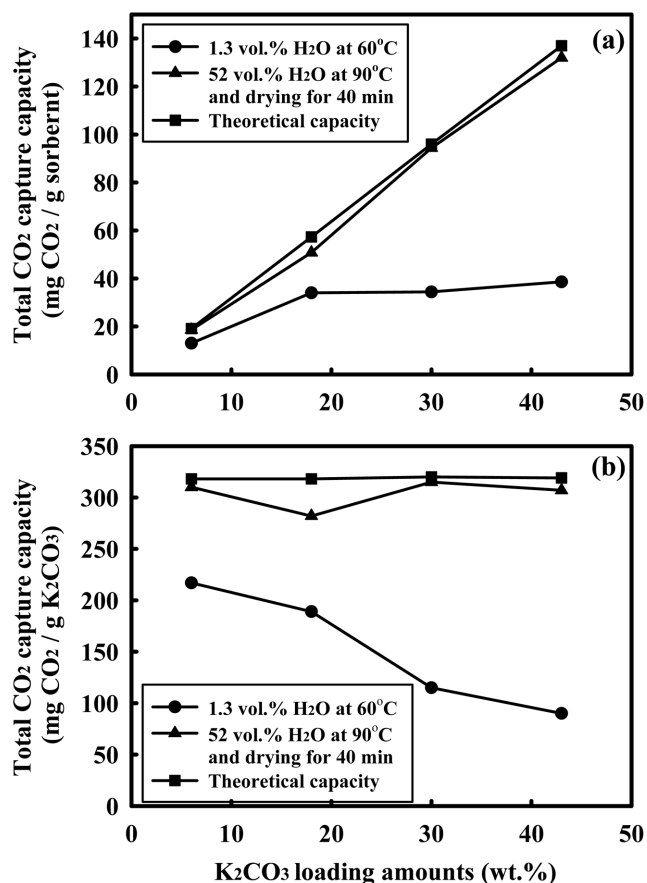 (a)
1.3 vol.% H2O at 60°C
52 vol.% H2O at 90°C
and drying for 40 min
Theoretical capacity
Total CO2 capture capacity
(mg CO2 / g sorbernt)
140
120
100
80
60
40
20
0
0 10 20 30 40 50
(b)
Total CO2 capture capacity
(mg CO2 / g K2CO3)
350
300
250
200
150
100
50
0
1.3 vol.% H2O at 60°C
52 vol.% H2O at 90°C
and drying for 40 min
Theoretical capacity
0 10 20 30 40 50
K2CO3 loading amounts (wt.%)